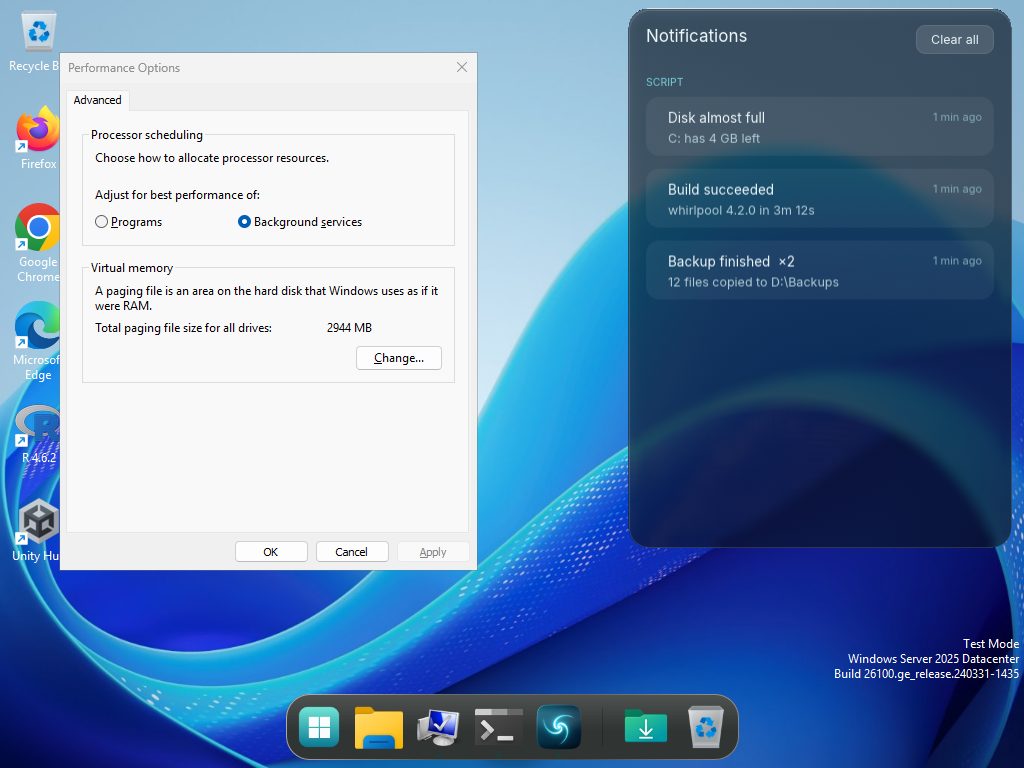 Recycle B
Firefox
Google
Chrome
Microsof
Edge
R 4.6.2
Unity Hu
Performance Options
Advanced
Processor scheduling
Choose how to allocate processor resources.
Adjust for best performance of:
Programs
Background services
Virtual memory
A paging file is an area on the hard disk that Windows uses as if it
were RAM.
Total paging file size for all drives: 2944 MB
Change...
OK
Cancel
Apply
Notifications
Clear all
SCRIPT
Disk almost full 1 min ago
C: has 4 GB left
Build succeeded 1 min ago
whirlpool 4.2.0 in 3m 12s
Backup finished ×2 1 min ago
12 files copied to D:\Backups
Test Mode
Windows Server 2025 Datacenter
Build 26100.ge_release.240331-1435